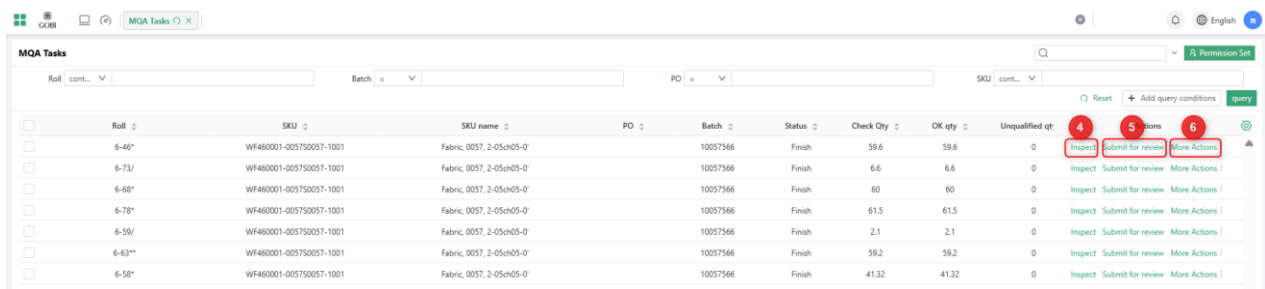 GOBI MQA Tasks English n
MQA Tasks Permission Set
Roll cont... Batch = PO = SKU cont...
Reset + Add query conditions query
Roll SKU SKU name PO Batch Status Check Qty OK qty Unqualified qt 4 5 tions 6
6-46* WF460001-0057S0057-1001 Fabric, 0057, 2-05ch05-0' 10057566 Finish 59.6 59.6 0 Inspect Submit for review More Actions
6-73/ WF460001-0057S0057-1001 Fabric, 0057, 2-05ch05-0' 10057566 Finish 6.6 6.6 0 Inspect Submit for review More Actions
6-68* WF460001-0057S0057-1001 Fabric, 0057, 2-05ch05-0' 10057566 Finish 60 60 0 Inspect Submit for review More Actions
6-78* WF460001-0057S0057-1001 Fabric, 0057, 2-05ch05-0' 10057566 Finish 61.5 61.5 0 Inspect Submit for review More Actions
6-59/ WF460001-0057S0057-1001 Fabric, 0057, 2-05ch05-0' 10057566 Finish 2.1 2.1 0 Inspect Submit for review More Actions
6-63** WF460001-0057S0057-1001 Fabric, 0057, 2-05ch05-0' 10057566 Finish 59.2 59.2 0 Inspect Submit for review More Actions
6-58* WF460001-0057S0057-1001 Fabric, 0057, 2-05ch05-0' 10057566 Finish 41.32 41.32 0 Inspect Submit for review More Actions